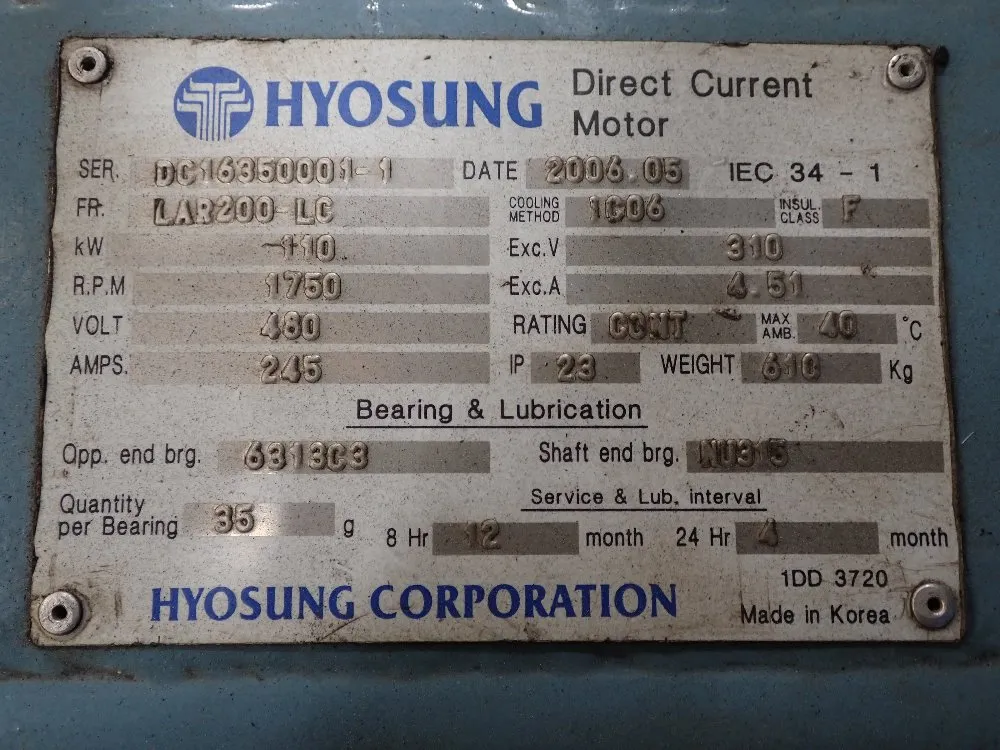 HYOSUNG Direct Current Motor
SER. DC16350001-1 DATE 2006.05 IEC 34 - 1
FR. LAR200 LC COOLING METHOD 1C06 INSUL. CLASS F
kW 110 Exc.V 310
R.P.M 1750 Exc.A 4.51
VOLT 460 RATING CONT MAX AMB. 40 °C
AMPS. 245 IP 23 WEIGHT 610 Kg
Bearing & Lubrication
Opp. end brg. 6313C3 Shaft end brg. NU315
Service & Lub. interval
Quantity per Bearing 35 g 8 Hr 12 month 24 Hr 4 month
1DD 3720
HYOSUNG CORPORATION Made in Korea